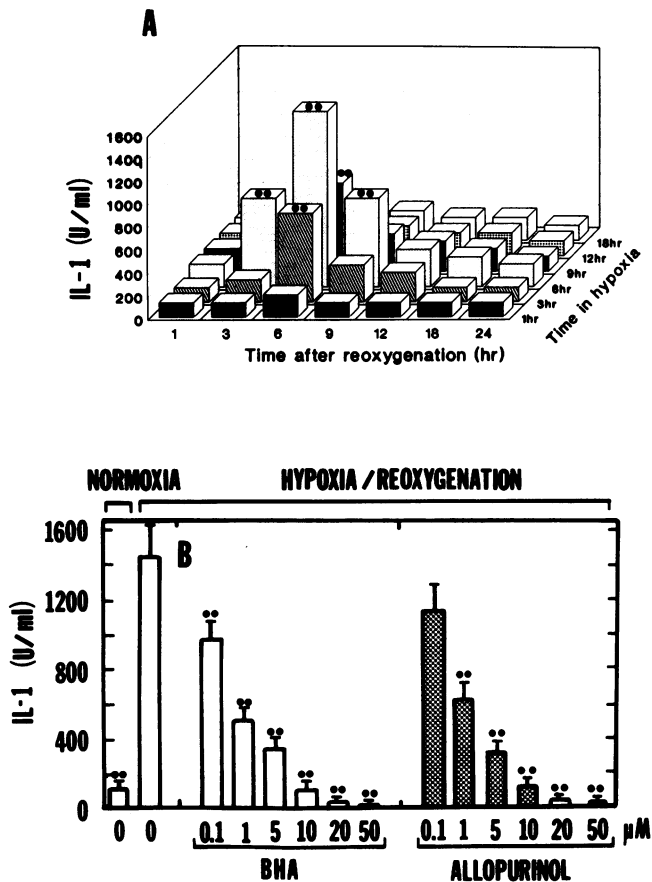 A
1600
1400
1200
1000
800
600
400
200
0
IL-1 (U/ml)
1 3 6 9 12 18 24
Time after reoxygenation (hr)
18hr
12hr
9hr
6hr
3hr
1hr
Time in hypoxia
NORMOXIA HYPOXIA/REOXYGENATION
B
1600
1200
800
400
0
IL-1 (U/ml)
0 0 0.1 1 5 10 20 50 0.1 1 5 10 20 50 μM
BHA ALLOPURINOL